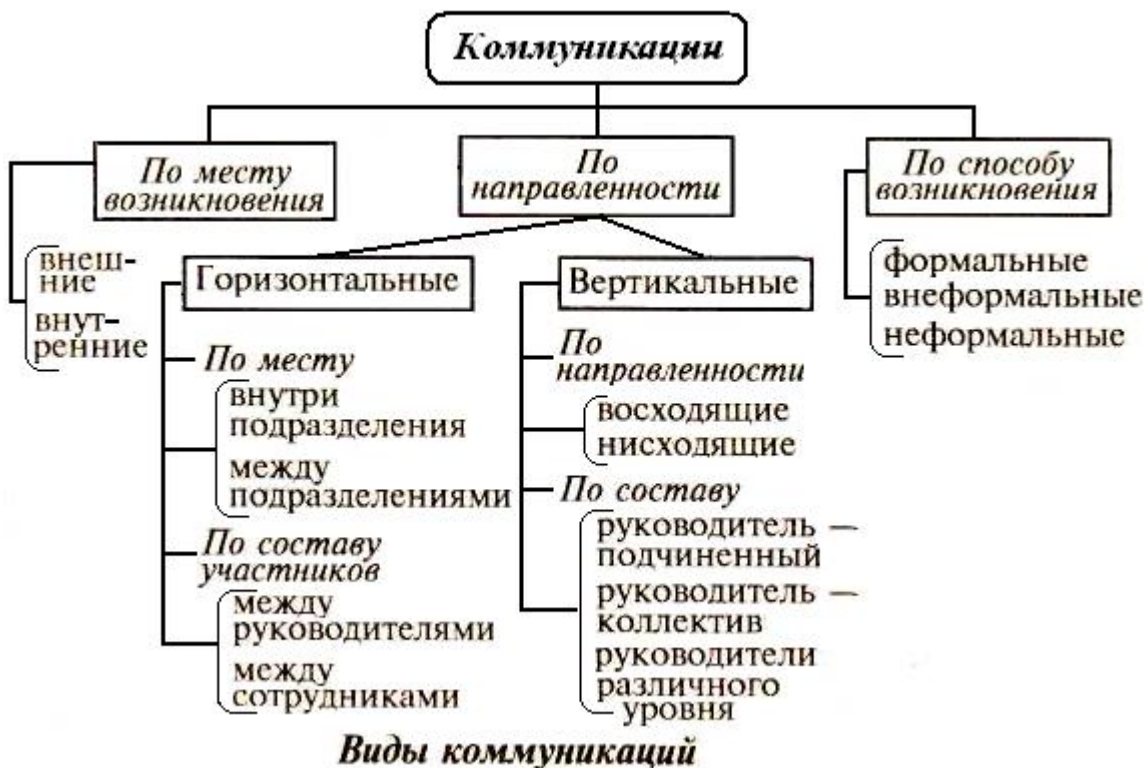 Коммуникации
По месту
возникновения
По
направленности
По способу
возникновения
внеш-
ние
внут-
ренние
Горизонтальные
По месту
внутри
подразделения
между
подразделениями
По составу
участников
между
руководителями
между
сотрудниками
Вертикальные
По
направленности
восходящие
нисходящие
По составу
руководитель —
подчиненный
руководитель —
коллектив
руководители
различного
уровня
формальные
внеформальные
неформальные
Виды коммуникаций